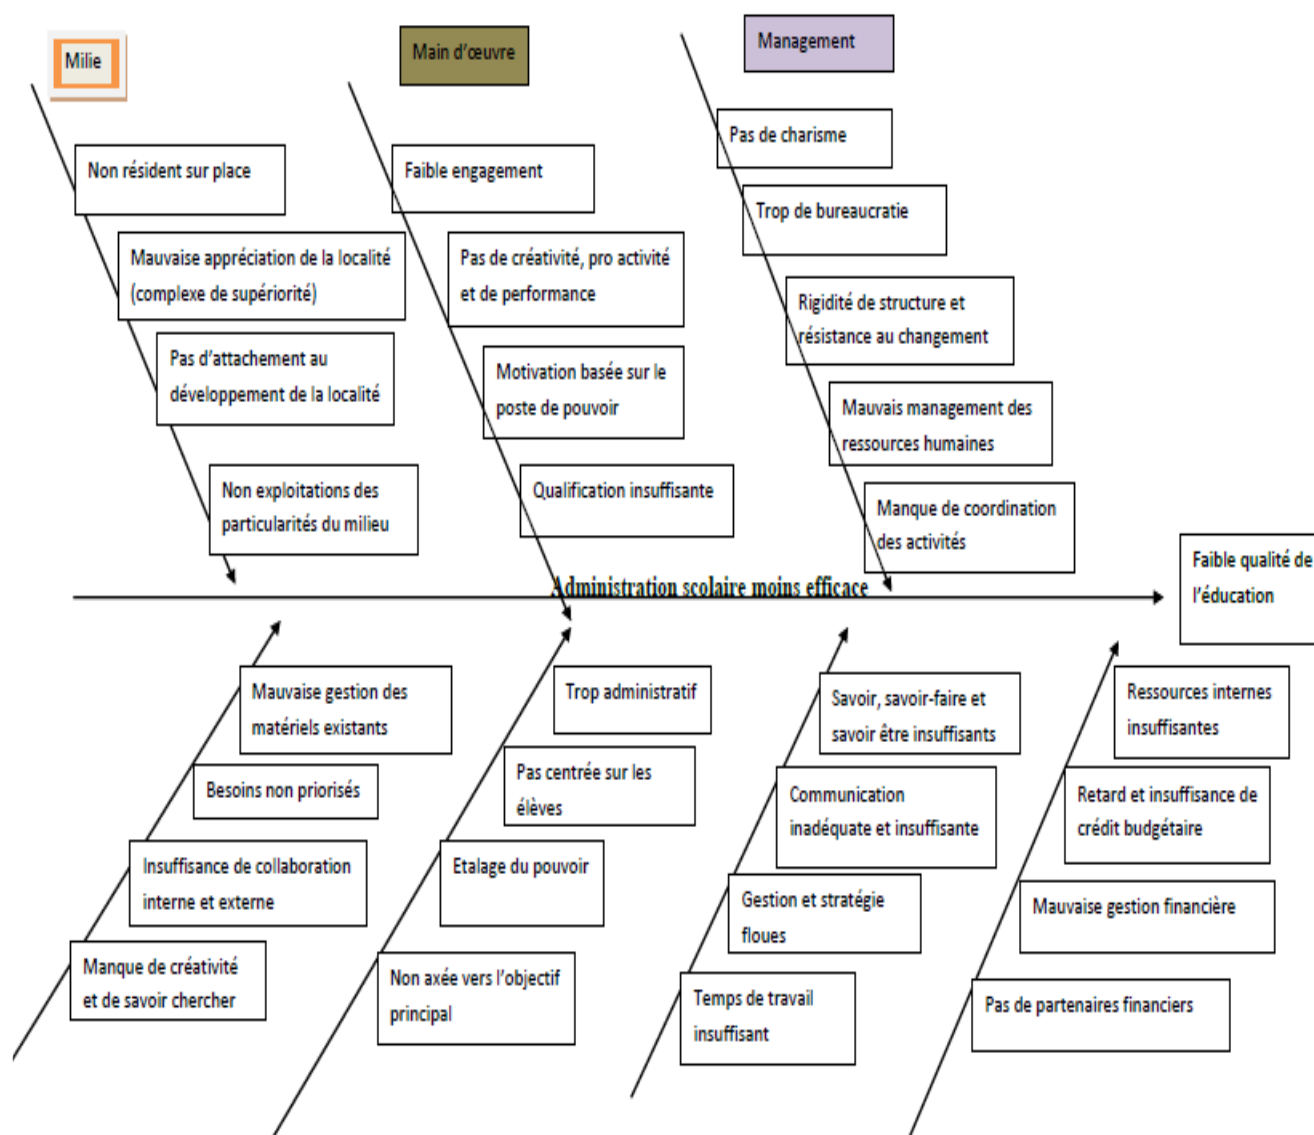 Milie
Main d’œuvre
Management
Non résident sur place
Mauvaise appréciation de la localité
(complexe de supériorité)
Pas d’attachement au
développement de la localité
Non exploitations des
particularités du milieu
Faible engagement
Pas de créativité, pro activité
et de performance
Motivation basée sur le
poste de pouvoir
Qualification insuffisante
Pas de charisme
Trop de bureaucratie
Rigidité de structure et
résistance au changement
Mauvais management des
ressources humaines
Manque de coordination
des activités
Administration scolaire moins efficace
Faible qualité de
l’éducation
Mauvaise gestion des
matériels existants
Besoins non priorisés
Insuffisance de collaboration
interne et externe
Manque de créativité
et de savoir chercher
Trop administratif
Pas centrée sur les
élèves
Etalage du pouvoir
Non axée vers l’objectif
principal
Savoir, savoir-faire et
savoir être insuffisants
Communication
inadéquate et insuffisante
Gestion et stratégie
floues
Temps de travail
insuffisant
Ressources internes
insuffisantes
Retard et insuffisance de
crédit budgétaire
Mauvaise gestion financière
Pas de partenaires financiers